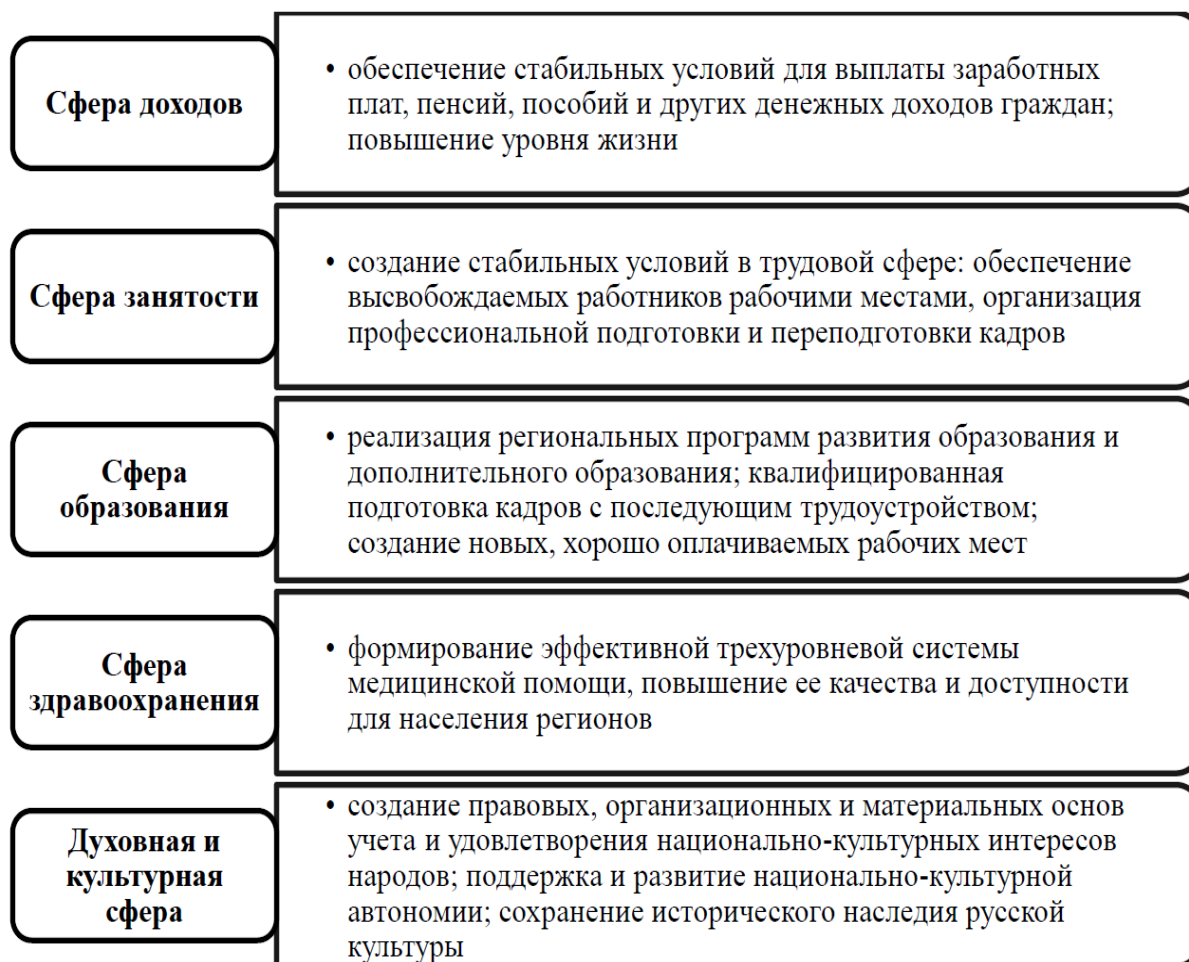 Сфера доходов
• обеспечение стабильных условий для выплаты заработных
плат, пенсий, пособий и других денежных доходов граждан;
повышение уровня жизни
Сфера занятости
• создание стабильных условий в трудовой сфере: обеспечение
высвобождаемых работников рабочими местами, организация
профессиональной подготовки и переподготовки кадров
Сфера
образования
• реализация региональных программ развития образования и
дополнительного образования; квалифицированная
подготовка кадров с последующим трудоустройством;
создание новых, хорошо оплачиваемых рабочих мест
Сфера
здравоохранения
• формирование эффективной трехуровневой системы
медицинской помощи, повышение ее качества и доступности
для населения регионов
Духовная и
культурная
сфера
• создание правовых, организационных и материальных основ
учета и удовлетворения национально-культурных интересов
народов; поддержка и развитие национально-культурной
автономии; сохранение исторического наследия русской
культуры